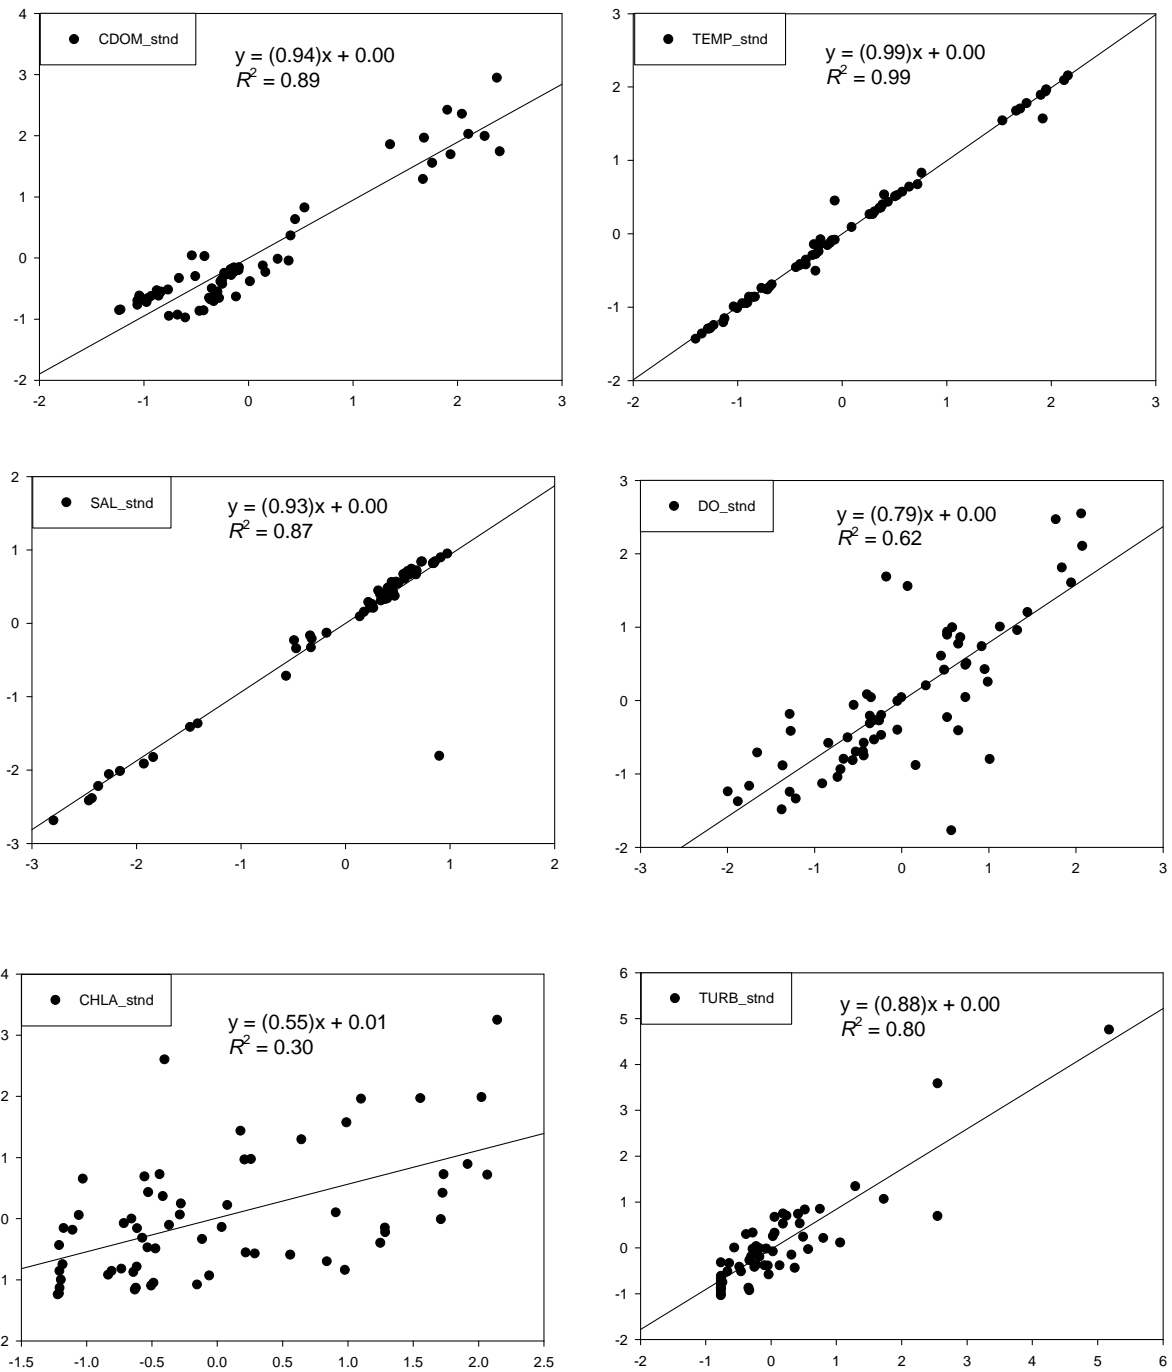 CDOM_stnd
y = (0.94)x + 0.00
R² = 0.89
4
3
2
1
0
-1
-2
-2 -1 0 1 2 3
TEMP_stnd
y = (0.99)x + 0.00
R² = 0.99
3
2
1
0
-1
-2
-2 -1 0 1 2 3
SAL_stnd
y = (0.93)x + 0.00
R² = 0.87
2
1
0
-1
-2
-3
-3 -2 -1 0 1 2
DO_stnd
y = (0.79)x + 0.00
R² = 0.62
3
2
1
0
-1
-2
-3 -2 -1 0 1 2 3
CHLA_stnd
y = (0.55)x + 0.01
R² = 0.30
4
3
2
1
0
1
2
-1.5 -1.0 -0.5 0.0 0.5 1.0 1.5 2.0 2.5
TURB_stnd
y = (0.88)x + 0.00
R² = 0.80
6
5
4
3
2
1
0
-1
-2
-2 -1 0 1 2 3 4 5 6